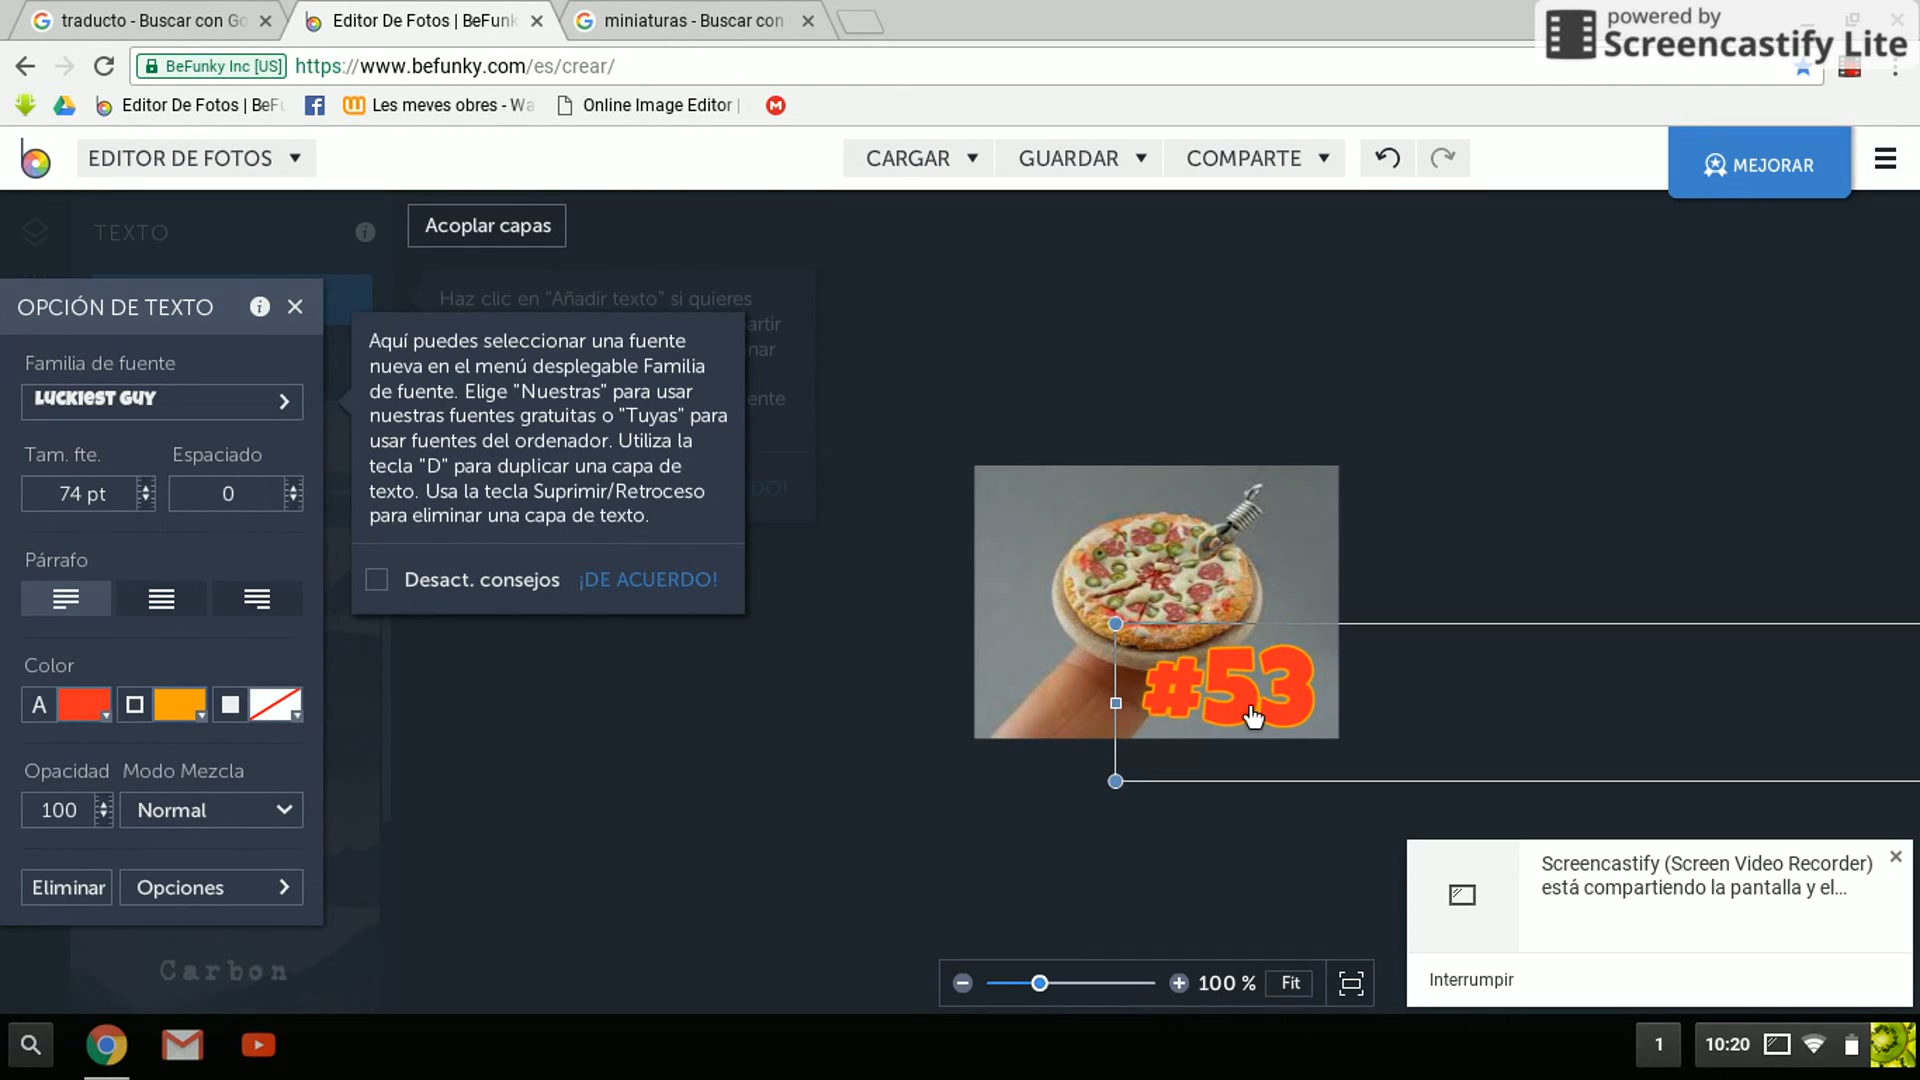 traducto - Buscar con Go
Editor De Fotos | BeFunk
miniaturas - Buscar con
powered by
Screencastify Lite
BeFunky Inc [US]
https://www.befunky.com/es/crear/
Editor De Fotos | BeF
Les meves obres - Wa
Online Image Editor |
EDITOR DE FOTOS
CARGAR
GUARDAR
COMPARTE
MEJORAR
TEXTO
Acoplar capas
Haz clic en "Añadir texto" si quieres
OPCIÓN DE TEXTO
Familia de fuente
Luckiest Guy
Tam. fte.
Espaciado
74 pt
0
Párrafo
Color
A
Opacidad
Modo Mezcla
100
Normal
Eliminar
Opciones
Aquí puedes seleccionar una fuente
nueva en el menú desplegable Familia
de fuente. Elige "Nuestras" para usar
nuestras fuentes gratuitas o "Tuyas" para
usar fuentes del ordenador. Utiliza la
tecla "D" para duplicar una capa de
texto. Usa la tecla Suprimir/Retroceso
para eliminar una capa de texto.
Desact. consejos
¡DE ACUERDO!
#53
Carbon
100 %
Fit
Screencastify (Screen Video Recorder)
está compartiendo la pantalla y el...
Interrumpir
1
10:20